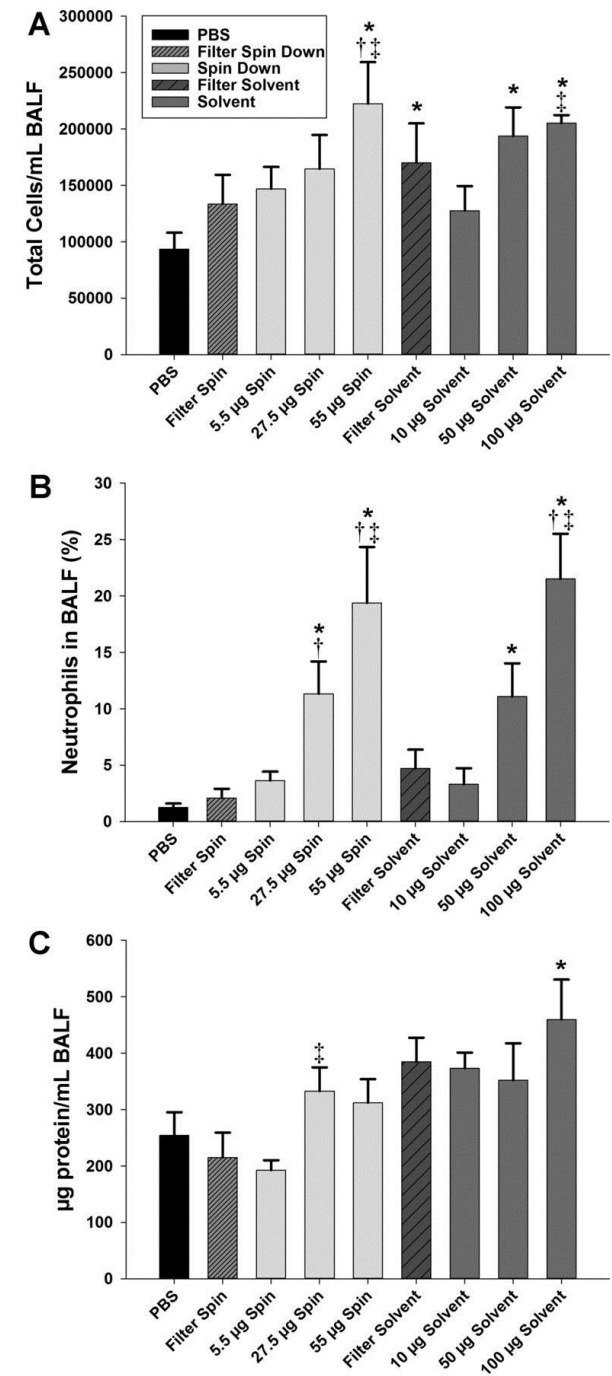 A
PBS
Filter Spin Down
Spin Down
Filter Solvent
Solvent
Total Cells/mL BALF
300000
250000
200000
150000
100000
50000
0
*
†‡
*
*
*
‡
PBS
Filter Spin
5.5 µg Spin
27.5 µg Spin
55 µg Spin
Filter Solvent
10 µg Solvent
50 µg Solvent
100 µg Solvent
B
Neutrophils in BALF (%)
30
25
20
15
10
5
0
*
†
*
†‡
*
*
†‡
PBS
Filter Spin
5.5 µg Spin
27.5 µg Spin
55 µg Spin
Filter Solvent
10 µg Solvent
50 µg Solvent
100 µg Solvent
C
µg protein/mL BALF
600
500
400
300
200
100
0
‡
*
PBS
Filter Spin
5.5 µg Spin
27.5 µg Spin
55 µg Spin
Filter Solvent
10 µg Solvent
50 µg Solvent
100 µg Solvent